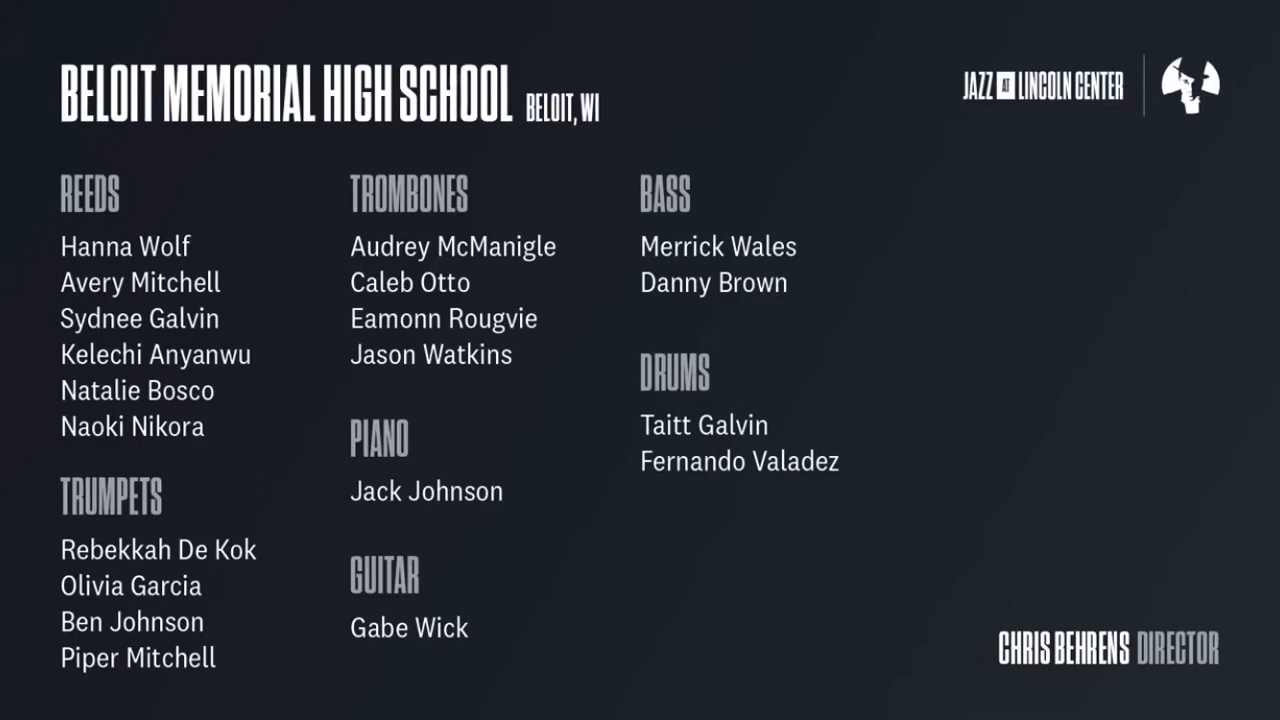 BELOIT MEMORIAL HIGH SCHOOL BELOIT, WI
JAZZ AT LINCOLN CENTER
REEDS
Hanna Wolf
Avery Mitchell
Sydnee Galvin
Kelechi Anyanwu
Natalie Bosco
Naoki Nikora
TRUMPETS
Rebekkah De Kok
Olivia Garcia
Ben Johnson
Piper Mitchell
TROMBONES
Audrey McManigle
Caleb Otto
Eamonn Rougvie
Jason Watkins
PIANO
Jack Johnson
GUITAR
Gabe Wick
BASS
Merrick Wales
Danny Brown
DRUMS
Taitt Galvin
Fernando Valadez
CHRIS BEHRENS DIRECTOR